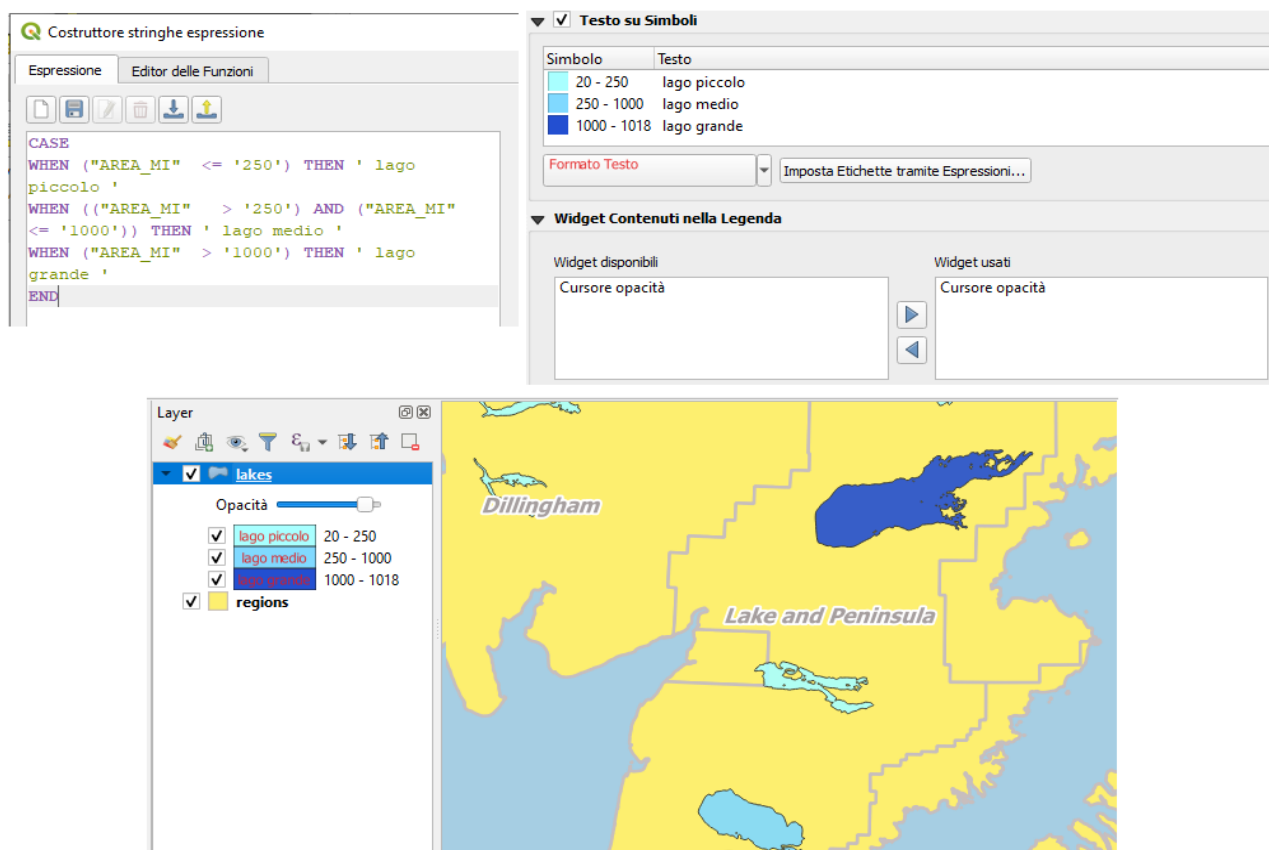 Costruttore stringhe espressione
Espressione Editor delle Funzioni
CASE
WHEN ("AREA_MI" <= '250') THEN ' lago
piccolo '
WHEN (("AREA_MI" > '250') AND ("AREA_MI"
<= '1000')) THEN ' lago medio '
WHEN ("AREA_MI" > '1000') THEN ' lago
grande '
END
Testo su Simboli
Simbolo Testo
20 - 250 lago piccolo
250 - 1000 lago medio
1000 - 1018 lago grande
Formato Testo Imposta Etichette tramite Espressioni...
Widget Contenuti nella Legenda
Widget disponibili Widget usati
Cursore opacità Cursore opacità
Layer
lakes
Opacità
lago piccolo 20 - 250
lago medio 250 - 1000
lago grande 1000 - 1018
regions
Dillingham
Lake and Peninsula